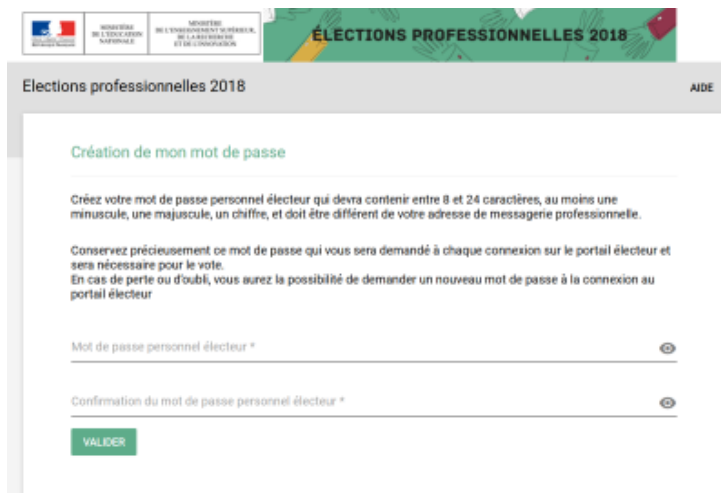 MINISTÈRE
DE L'ÉDUCATION
NATIONALE
MINISTÈRE
DE L'ENSEIGNEMENT SUPÉRIEUR,
DE LA RECHERCHE
ET DE L'INNOVATION
ÉLECTIONS PROFESSIONNELLES 2018
Elections professionnelles 2018
AIDE
Création de mon mot de passe
Créez votre mot de passe personnel électeur qui devra contenir entre 8 et 24 caractères, au moins une
minuscule, une majuscule, un chiffre, et doit être différent de votre adresse de messagerie professionnelle.
Conservez précieusement ce mot de passe qui vous sera demandé à chaque connexion sur le portail électeur et
sera nécessaire pour le vote.
En cas de perte ou d'oubli, vous aurez la possibilité de demander un nouveau mot de passe à la connexion au
portail électeur
Mot de passe personnel électeur *
Confirmation du mot de passe personnel électeur *
VALIDER